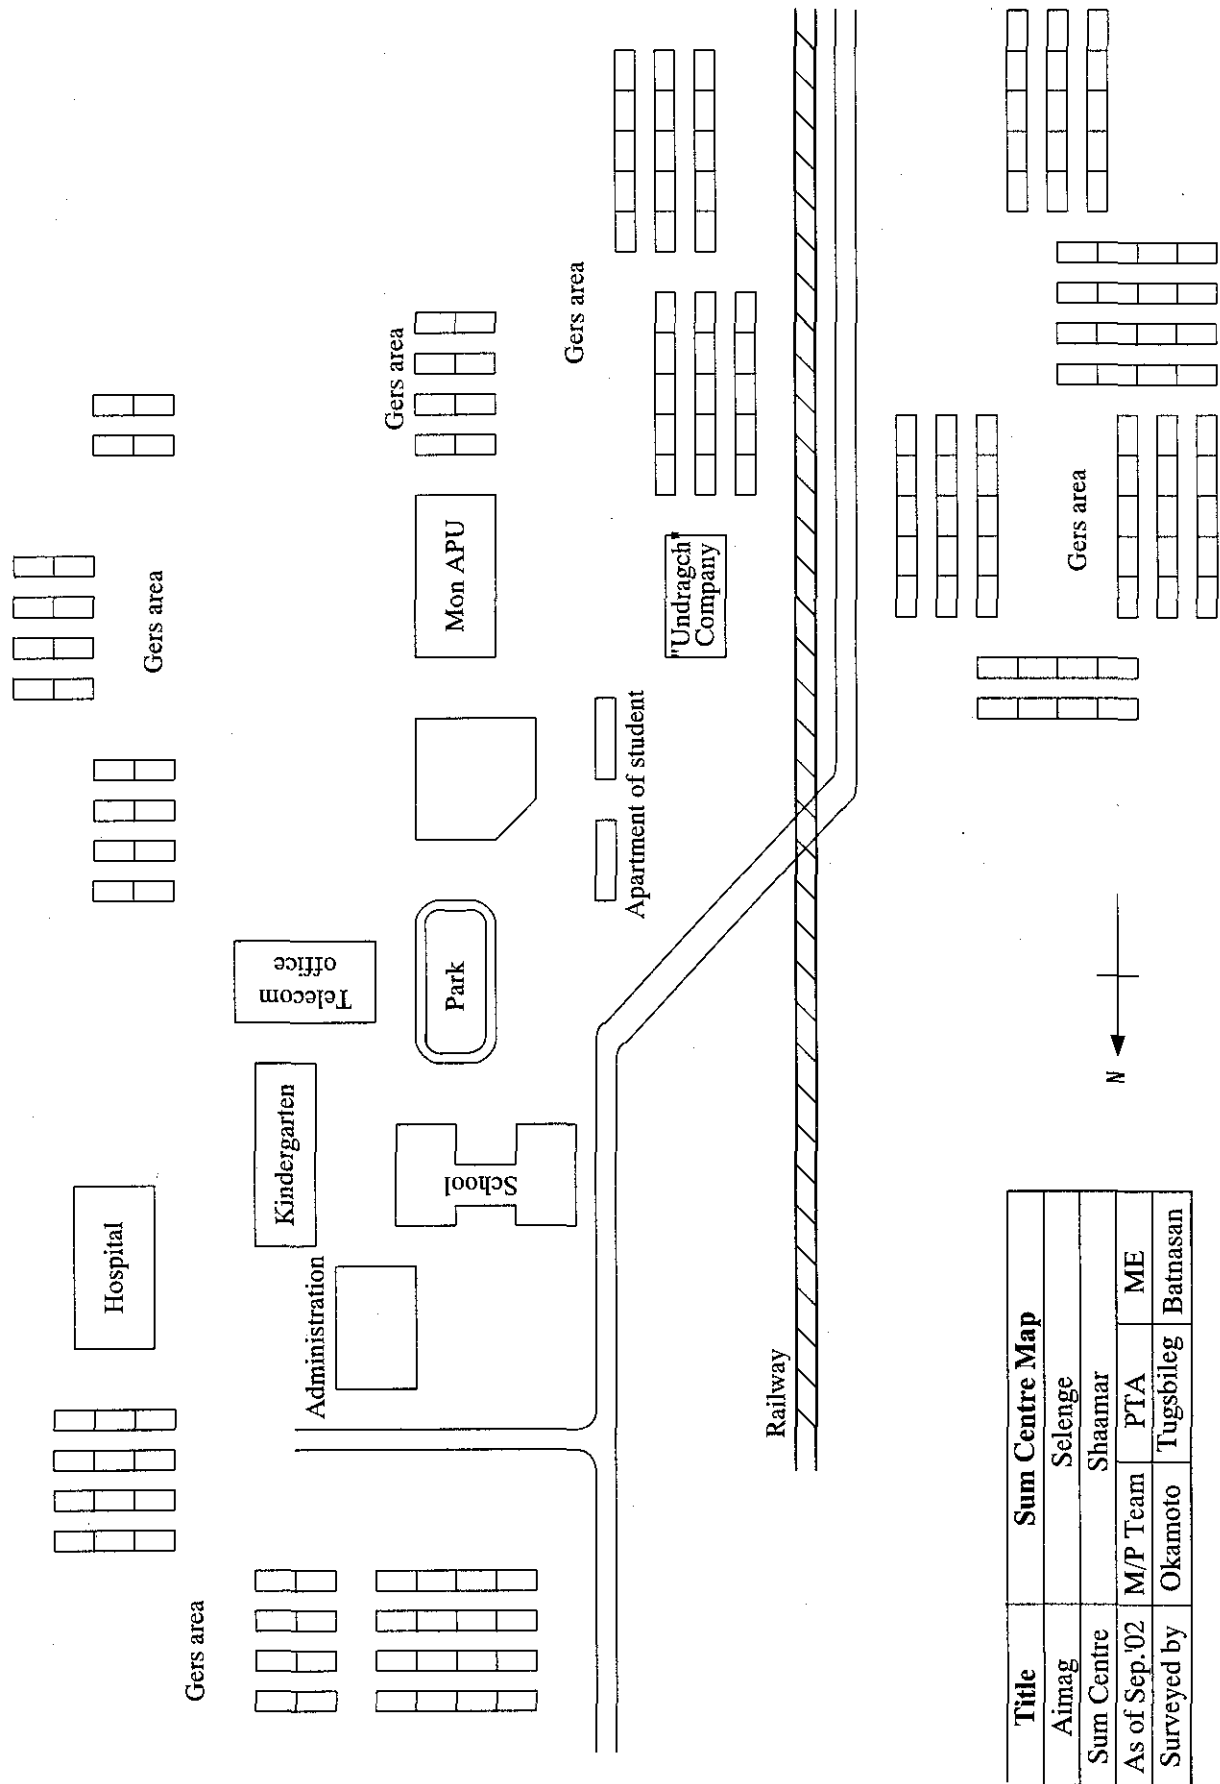 Gers area
Hospital
Administration
Kindergarten
Telecom
office
School
Park
Gers area
Mon APU
Gers area
Gers area
Apartment of student
"Undragch"
Company
Railway
Gers area
N
Title Sum Centre Map
Aimag Selenge
Sum Centre Shaamar
As of Sep.'02 M/P Team PTA ME
Surveyed by Okamoto Tugsbileg Batnasan